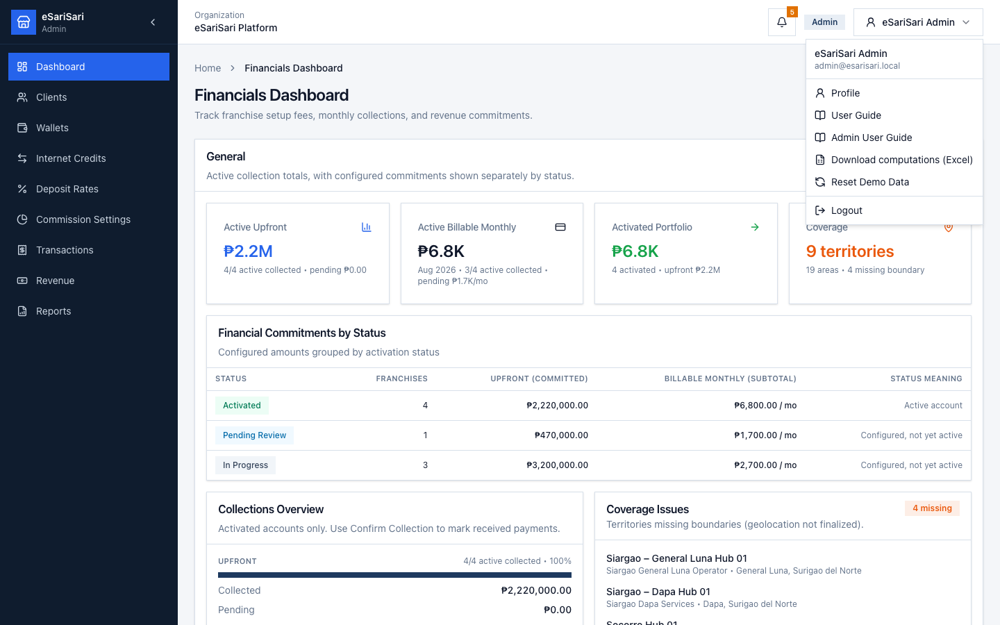 eSariSari
Admin
Dashboard
Clients
Wallets
Internet Credits
Deposit Rates
Commission Settings
Transactions
Revenue
Reports
Organization
eSariSari Platform
5
Admin
eSariSari Admin
eSariSari Admin
admin@esarisari.local
Profile
User Guide
Admin User Guide
Download computations (Excel)
Reset Demo Data
Logout
Home > Financials Dashboard
Financials Dashboard
Track franchise setup fees, monthly collections, and revenue commitments.
General
Active collection totals, with configured commitments shown separately by status.
Active Upfront
₱2.2M
4/4 active collected • pending ₱0.00
Active Billable Monthly
₱6.8K
Aug 2026 • 3/4 active collected •
pending ₱1.7K/mo
Activated Portfolio
₱6.8K
4 activated • upfront ₱2.2M
Coverage
9 territories
19 areas • 4 missing boundary
Financial Commitments by Status
Configured amounts grouped by activation status
STATUS FRANCHISES UPFRONT (COMMITTED) BILLABLE MONTHLY (SUBTOTAL) STATUS MEANING
Activated 4 ₱2,220,000.00 ₱6,800.00 / mo Active account
Pending Review 1 ₱470,000.00 ₱1,700.00 / mo Configured, not yet active
In Progress 3 ₱3,200,000.00 ₱2,700.00 / mo Configured, not yet active
Collections Overview
Activated accounts only. Use Confirm Collection to mark received payments.
UPFRONT 4/4 active collected • 100%
Collected ₱2,220,000.00
Pending ₱0.00
Coverage Issues
4 missing
Territories missing boundaries (geolocation not finalized).
Siargao – General Luna Hub 01
Siargao General Luna Operator • General Luna, Surigao del Norte
Siargao – Dapa Hub 01
Siargao Dapa Services • Dapa, Surigao del Norte
Socorro Hub 01